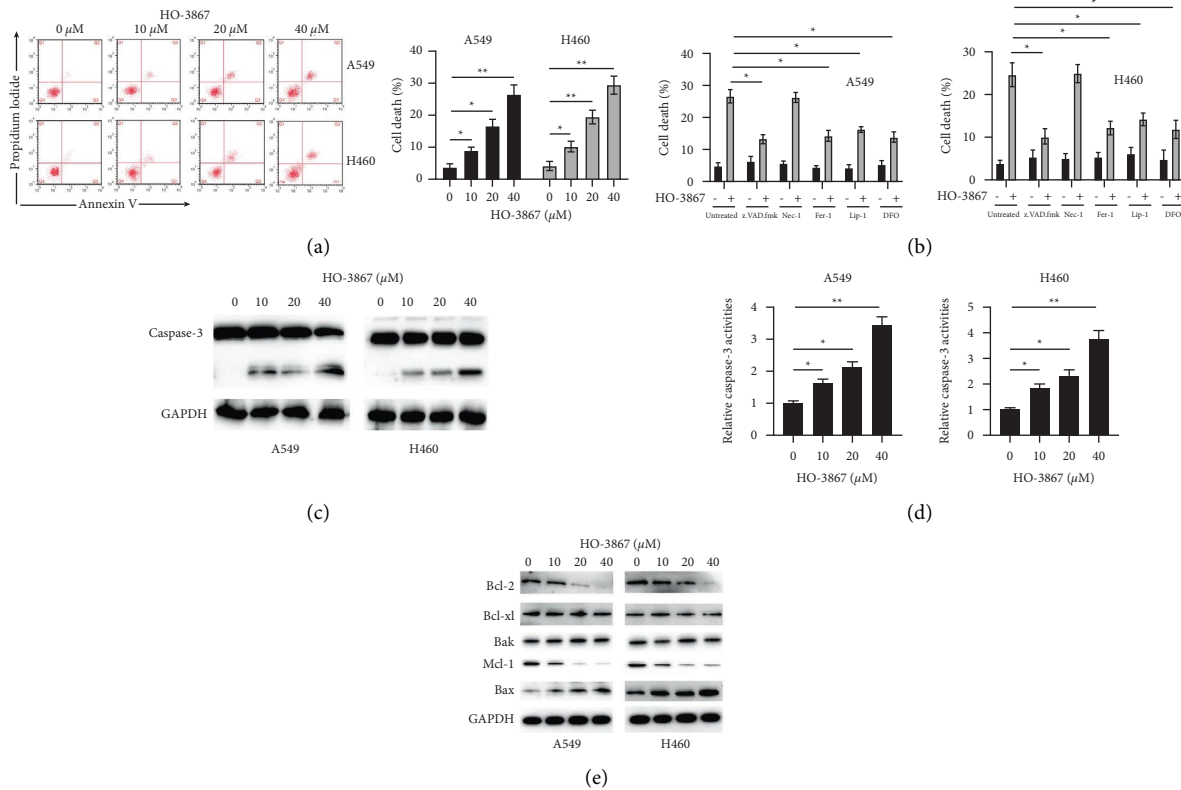 HO-3867
0 μM 10 μM 20 μM 40 μM
Propidium Iodide
A549
H460
Annexin V
A549 H460
Cell death (%)
40
30
20
10
0
** **
* **
* *
0 10 20 40 0 10 20 40
HO-3867 (μM)
(a)
A549
Cell death (%)
40
30
20
10
0
*
*
*
*
HO-3867 - + - + - + - + - + - +
Untreated z.VAD.fmk Nec-1 Fer-1 Lip-1 DFO
H460
Cell death (%)
30
20
10
0
*
*
*
*
HO-3867 - + - + - + - + - + - +
Untreated z.VAD.fmk Nec-1 Fer-1 Lip-1 DFO
(b)
HO-3867 (μM)
0 10 20 40 0 10 20 40
Caspase-3
GAPDH
A549 H460
(c)
A549
Relative caspase-3 activities
4
3
2
1
0
**
*
*
0 10 20 40
HO-3867 (μM)
H460
Relative caspase-3 activities
5
4
3
2
1
0
**
*
*
0 10 20 40
HO-3867 (μM)
(d)
HO-3867 (μM)
0 10 20 40 0 10 20 40
Bcl-2
Bcl-xl
Bak
Mcl-1
Bax
GAPDH
A549 H460
(e)